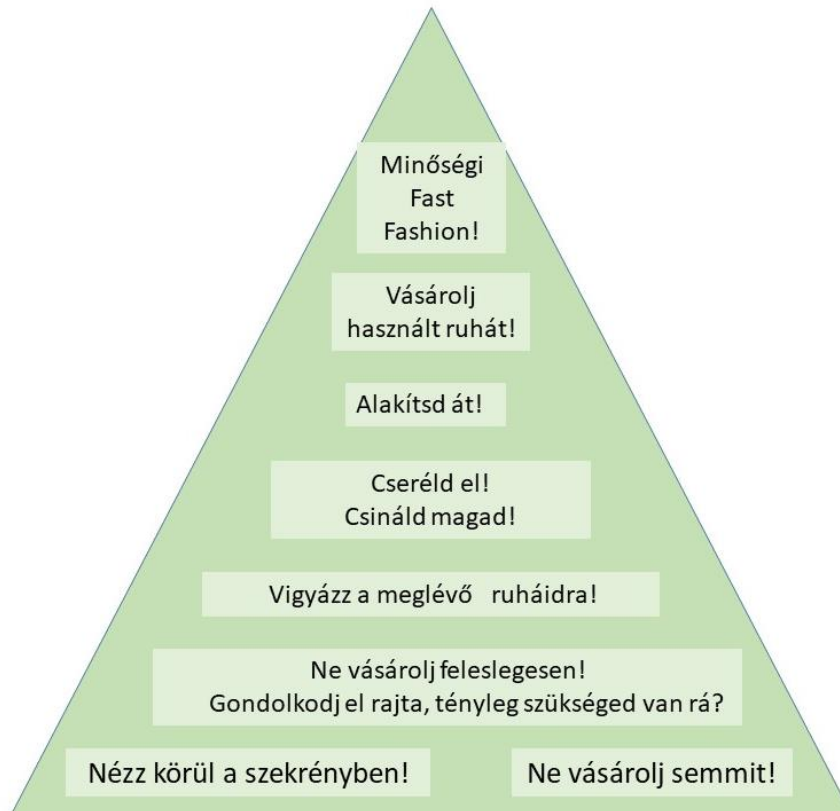 Minőségi
Fast
Fashion!
Vásárolj
használt ruhát!
Alakítsd át!
Cseréld el!
Csináld magad!
Vigyázz a meglévő ruháidra!
Ne vásárolj feleslegesen!
Gondolkodj el rajta, tényleg szükséged van rá?
Nézz körül a szekrényben!
Ne vásárolj semmit!